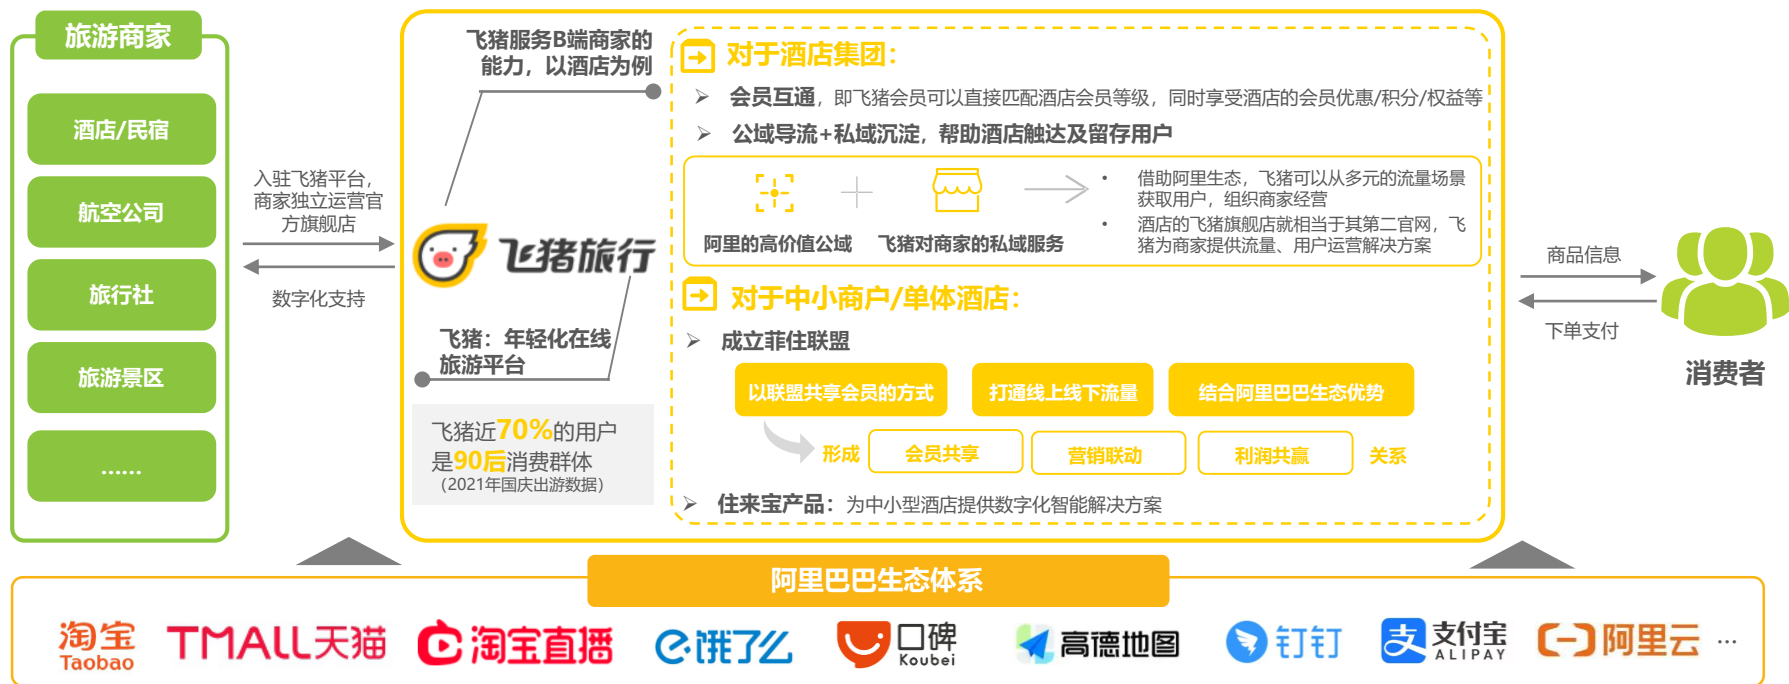 旅游商家
酒店/民宿
航空公司
旅行社
旅游景区
……
入驻飞猪平台，
商家独立运营官
方旗舰店
数字化支持
飞猪服务B端商家的
能力，以酒店为例
飞猪旅行
飞猪：年轻化在线
旅游平台
飞猪近70%的用户
是90后消费群体
（2021年国庆出游数据）
对于酒店集团：
➢ 会员互通，即飞猪会员可以直接匹配酒店会员等级，同时享受酒店的会员优惠/积分/权益等
➢ 公域导流+私域沉淀，帮助酒店触达及留存用户
阿里的高价值公域
飞猪对商家的私域服务
• 借助阿里生态，飞猪可以从多元的流量场景
获取用户，组织商家经营
• 酒店的飞猪旗舰店就相当于其第二官网，飞
猪为商家提供流量、用户运营解决方案
对于中小商户/单体酒店：
➢ 成立菲住联盟
以联盟共享会员的方式
打通线上线下流量
结合阿里巴巴生态优势
形成 会员共享 营销联动 利润共赢 关系
➢ 住来宝产品：为中小型酒店提供数字化智能解决方案
商品信息
下单支付
消费者
阿里巴巴生态体系
淘宝
Taobao
TMALL天猫
淘宝直播
饿了么
口碑
Koubei
高德地图
钉钉
支 支付宝
ALIPAY
阿里云
…